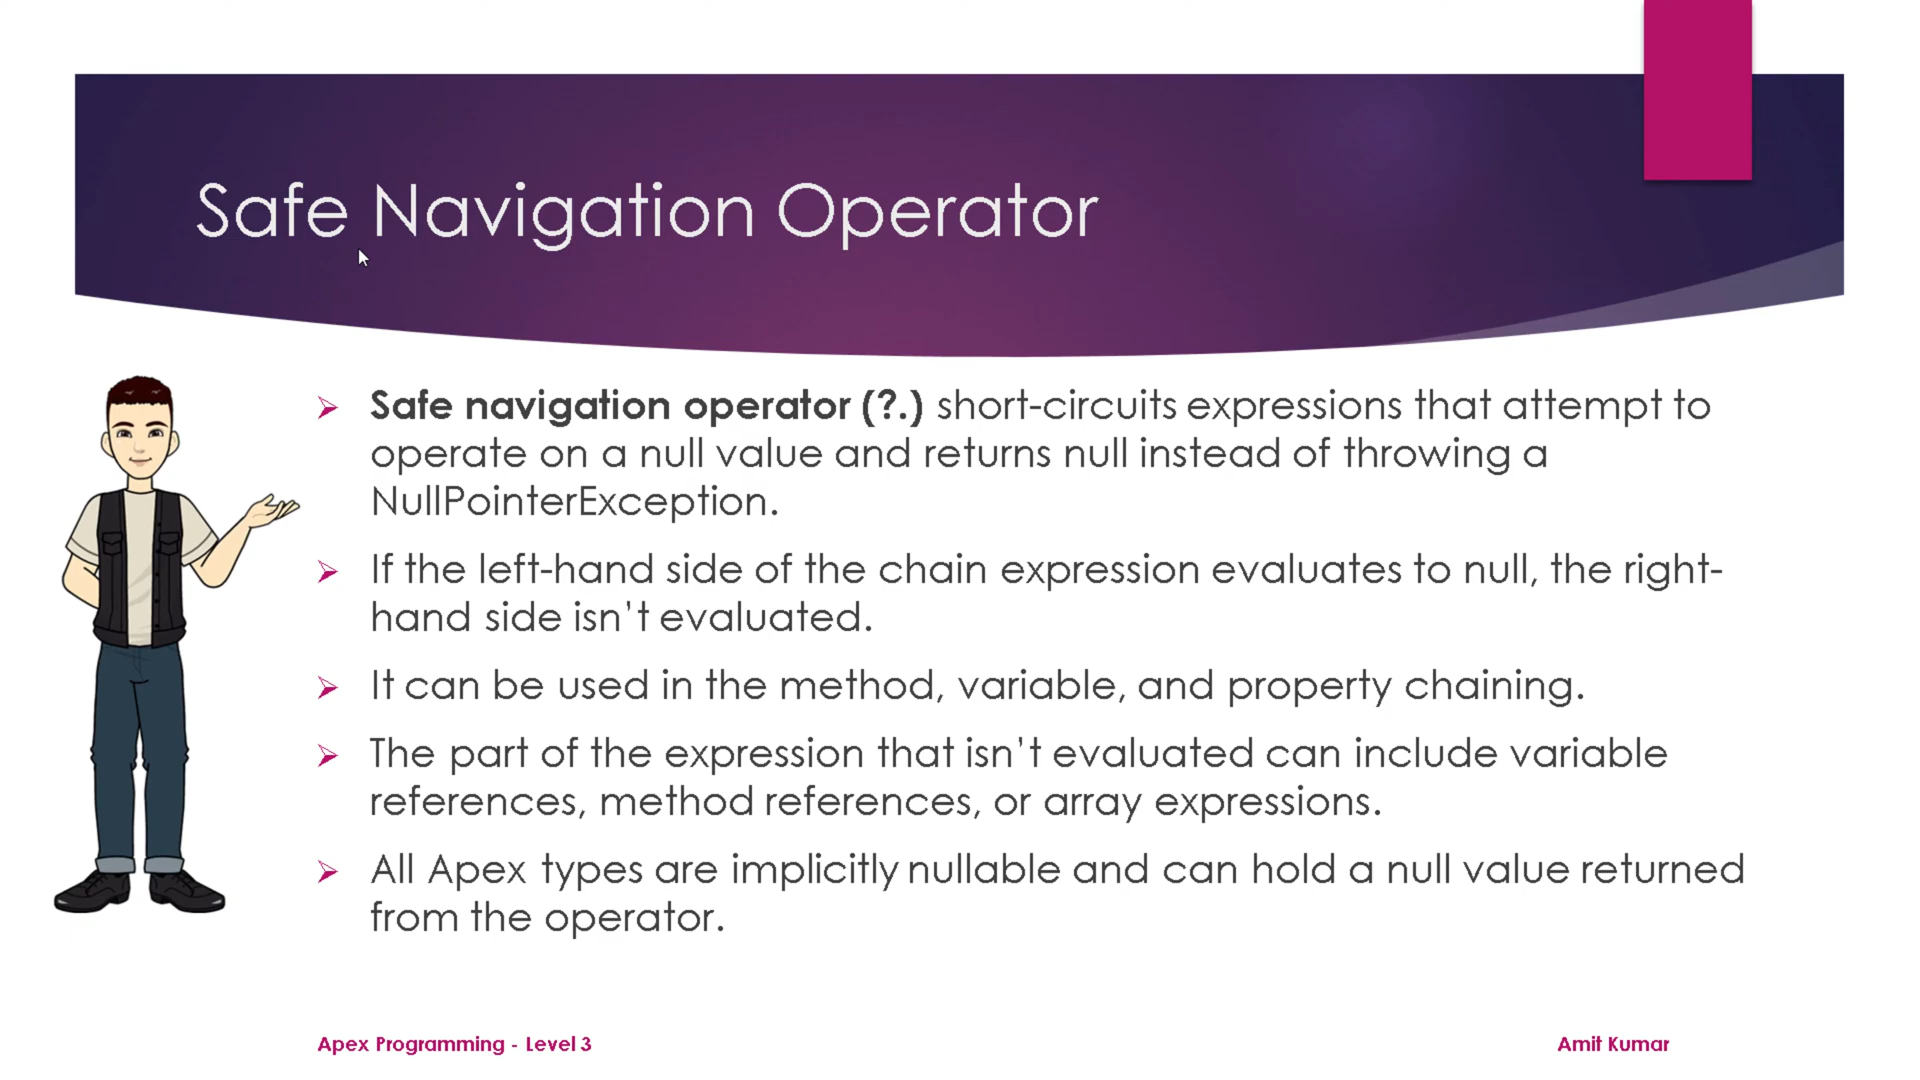 Safe Navigation Operator
Safe navigation operator (?.) short-circuits expressions that attempt to
operate on a null value and returns null instead of throwing a
NullPointerException.
If the left-hand side of the chain expression evaluates to null, the right-
hand side isn't evaluated.
It can be used in the method, variable, and property chaining.
The part of the expression that isn't evaluated can include variable
references, method references, or array expressions.
All Apex types are implicitly nullable and can hold a null value returned
from the operator.
Apex Programming - Level 3
Amit Kumar